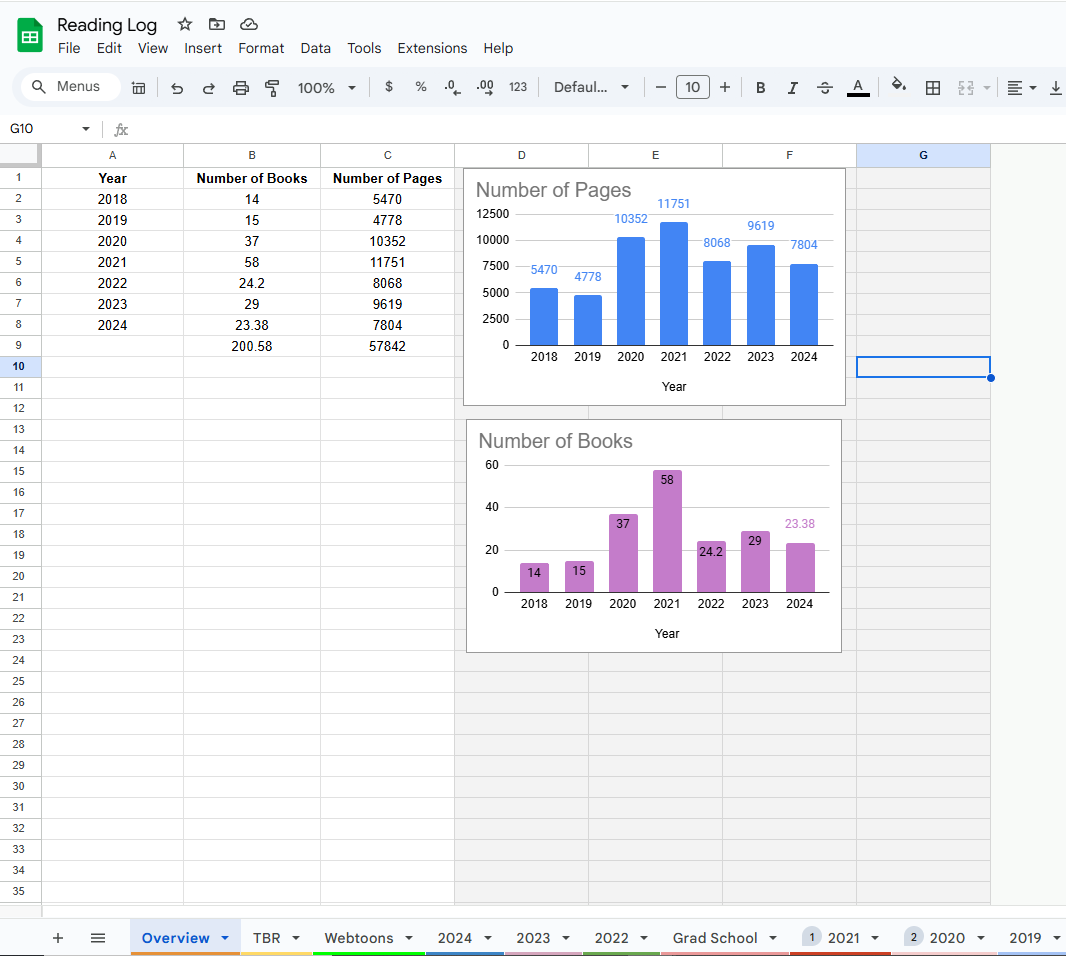 Reading Log
File Edit View Insert Format Data Tools Extensions Help
Menus 100% $ % .0 .00 123 Defaul... − 10 + B I S A
G10 fx
A B C D E F G
1 Year Number of Books Number of Pages
2 2018 14 5470
3 2019 15 4778
4 2020 37 10352
5 2021 58 11751
6 2022 24.2 8068
7 2023 29 9619
8 2024 23.38 7804
9 200.58 57842
10
11
12
13
14
15
16
17
18
19
20
21
22
23
24
25
26
27
28
29
30
31
32
33
34
35
Number of Pages
12500
10000
7500
5000
2500
0
5470 4778 10352 11751 8068 9619 7804
2018 2019 2020 2021 2022 2023 2024
Year
Number of Books
60
40
20
0
14 15 37 58 24.2 29 23.38
2018 2019 2020 2021 2022 2023 2024
Year
+ Overview TBR Webtoons 2024 2023 2022 Grad School 1 2021 2 2020 2019